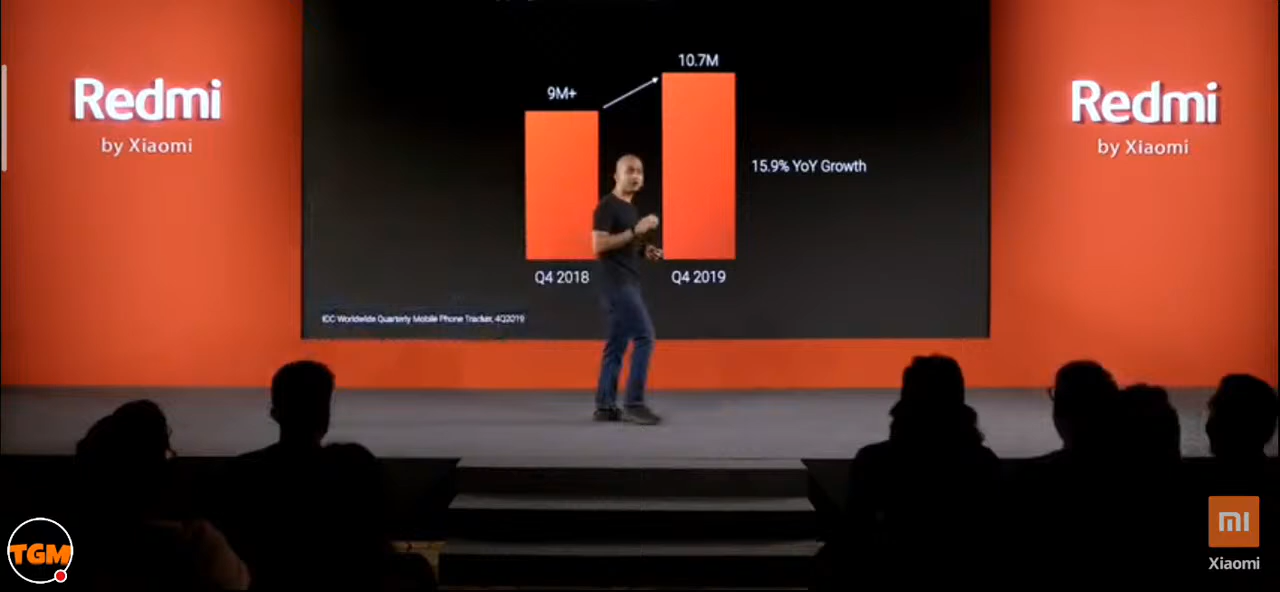 Redmi
by Xiaomi
9M+
10.7M
15.9% YoY Growth
Q4 2018
Q4 2019
IDC Worldwide Quarterly Mobile Phone Tracker, 4Q2019
Redmi
by Xiaomi
TGM
mi
Xiaomi